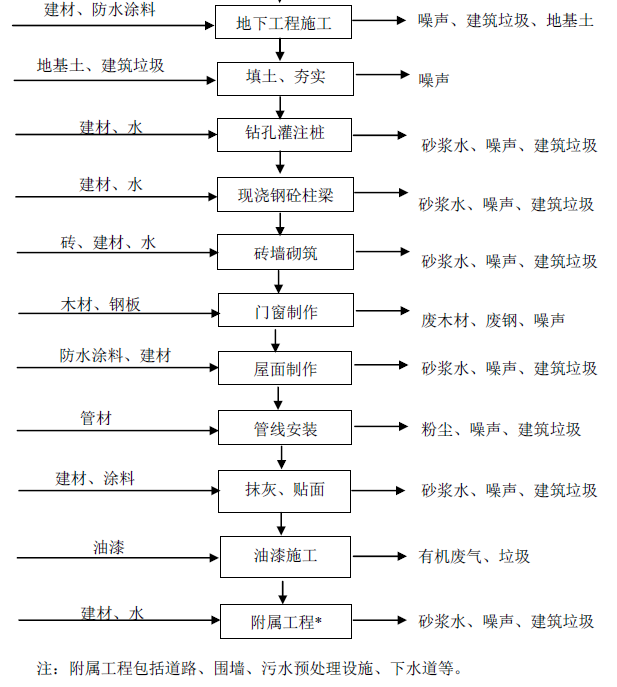 建材、防水涂料
地下工程施工
噪声、建筑垃圾、地基土
地基土、建筑垃圾
填土、夯实
噪声
建材、水
钻孔灌注桩
砂浆水、噪声、建筑垃圾
建材、水
现浇钢砼柱梁
砂浆水、噪声、建筑垃圾
砖、建材、水
砖墙砌筑
砂浆水、噪声、建筑垃圾
木材、钢板
门窗制作
废木材、废钢、噪声
防水涂料、建材
屋面制作
砂浆水、噪声、建筑垃圾
管材
管线安装
粉尘、噪声、建筑垃圾
建材、涂料
抹灰、贴面
砂浆水、噪声、建筑垃圾
油漆
油漆施工
有机废气、垃圾
建材、水
附属工程*
砂浆水、噪声、建筑垃圾
注：附属工程包括道路、围墙、污水预处理设施、下水道等。